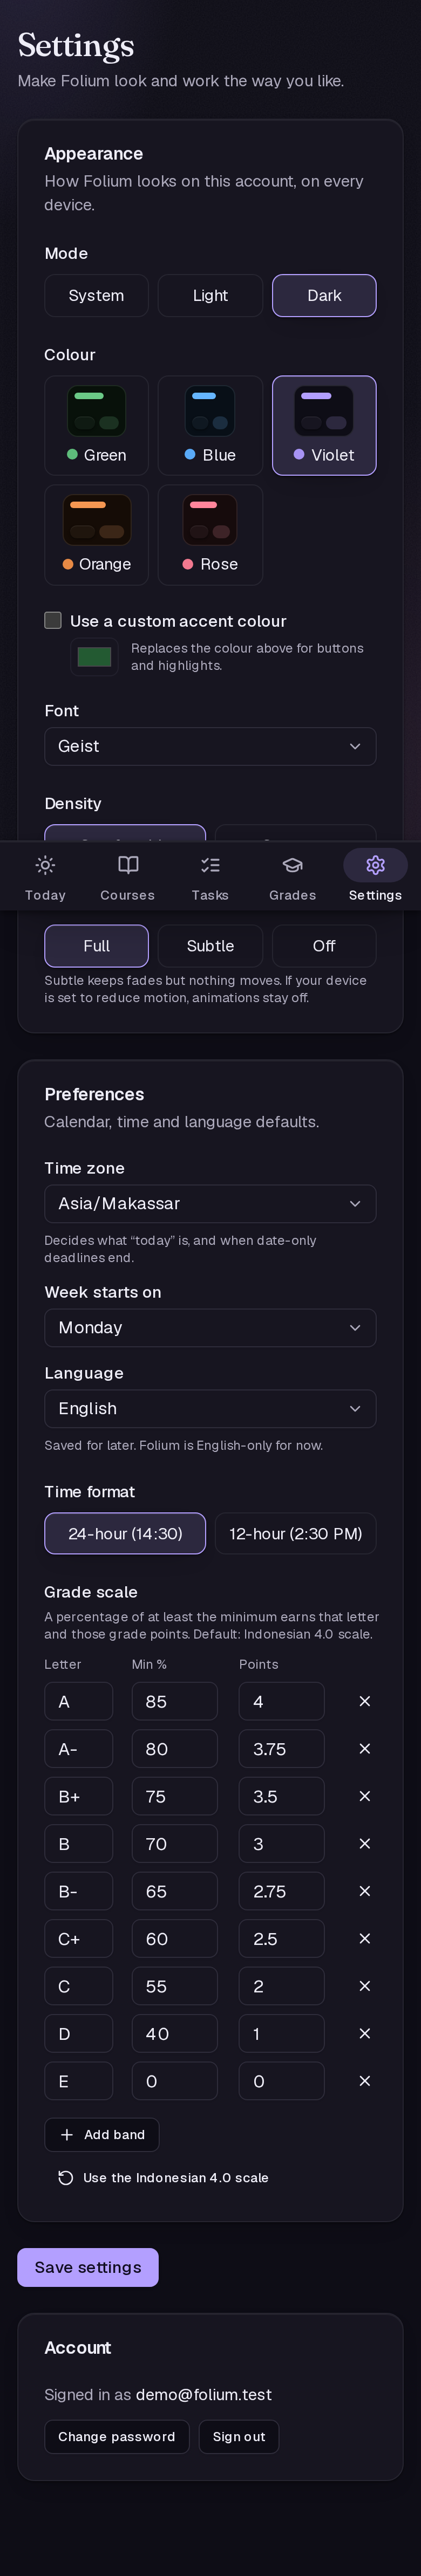 Settings
Make Folium look and work the way you like.
Appearance
How Folium looks on this account, on every
device.
Mode
System
Light
Dark
Colour
Green
Blue
Violet
Orange
Rose
Use a custom accent colour
Replaces the colour above for buttons
and highlights.
Font
Geist
Density
Today
Courses
Tasks
Grades
Settings
Full
Subtle
Off
Subtle keeps fades but nothing moves. If your device
is set to reduce motion, animations stay off.
Preferences
Calendar, time and language defaults.
Time zone
Asia/Makassar
Decides what “today” is, and when date-only
deadlines end.
Week starts on
Monday
Language
English
Saved for later. Folium is English-only for now.
Time format
24-hour (14:30)
12-hour (2:30 PM)
Grade scale
A percentage of at least the minimum earns that letter
and those grade points. Default: Indonesian 4.0 scale.
Letter Min % Points
A 85 4
A- 80 3.75
B+ 75 3.5
B 70 3
B- 65 2.75
C+ 60 2.5
C 55 2
D 40 1
E 0 0
Add band
Use the Indonesian 4.0 scale
Save settings
Account
Signed in as demo@folium.test
Change password
Sign out